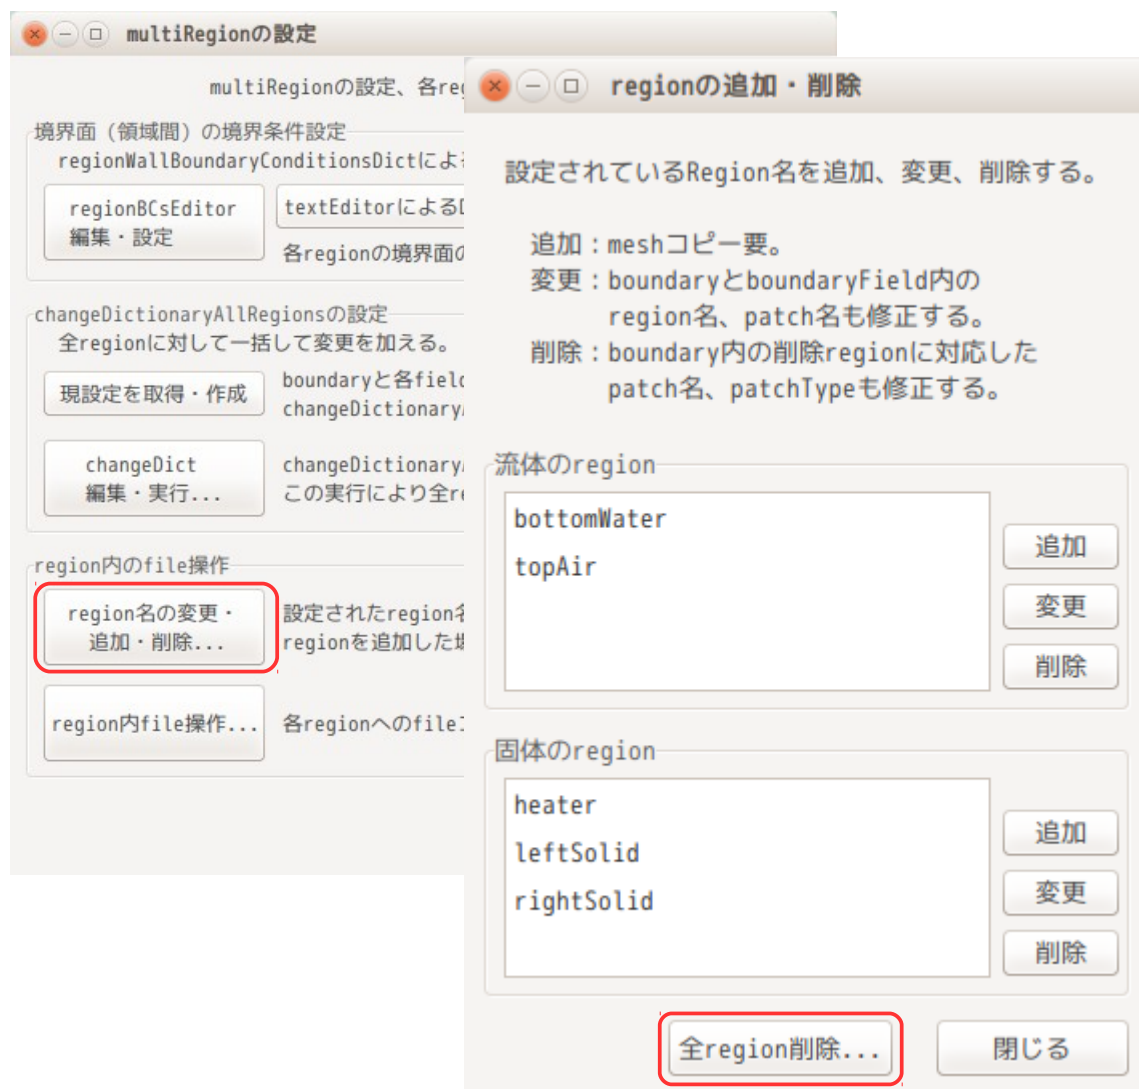 multiRegionの設定
multiRegionの設定、各reg
境界面（領域間）の境界条件設定
regionWallBoundaryConditionsDictによる
regionBCsEditor
編集・設定
textEditorによるD
各regionの境界面の
changeDictionaryAllRegionsの設定
全regionに対して一括して変更を加える。
現設定を取得・作成
boundaryと各field
changeDictionaryA
changeDict
編集・実行...
changeDictionaryA
この実行により全re
region内のfile操作
region名の変更・
追加・削除...
設定されたregion名
regionを追加した場
region内file操作...
各regionへのfileコ
regionの追加・削除
設定されているRegion名を追加、変更、削除する。
追加：meshコピー要。
変更：boundaryとboundaryField内の
region名、patch名も修正する。
削除：boundary内の削除regionに対応した
patch名、patchTypeも修正する。
流体のregion
bottomWater
topAir
追加
変更
削除
固体のregion
heater
leftSolid
rightSolid
追加
変更
削除
全region削除...
閉じる